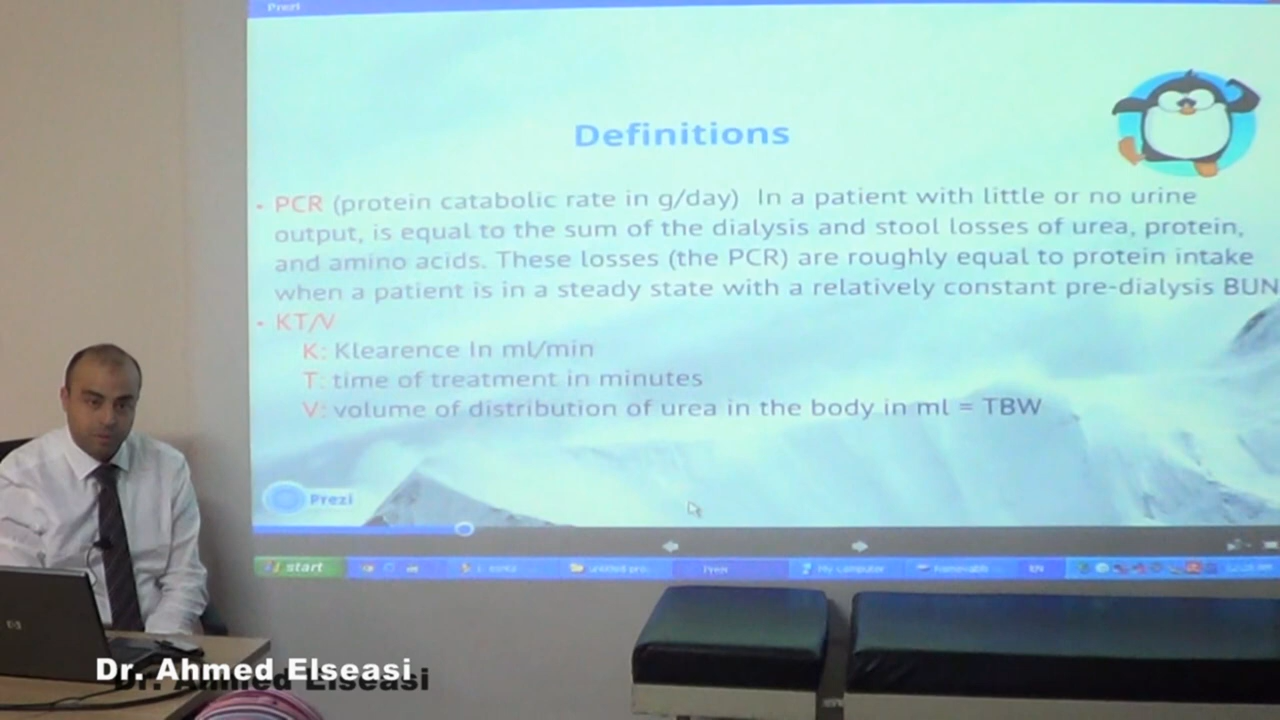 Prezi
Definitions
• PCR (protein catabolic rate in g/day) In a patient with little or no urine
output, is equal to the sum of the dialysis and stool losses of urea, protein,
and amino acids. These losses (the PCR) are roughly equal to protein intake
when a patient is in a steady state with a relatively constant pre-dialysis BUN
• KT/V
K: Klearence In ml/min
T: time of treatment in minutes
V: volume of distribution of urea in the body in ml = TBW
Prezi
start
Prezi
My Computer
EN
Dr. Ahmed Elseasi